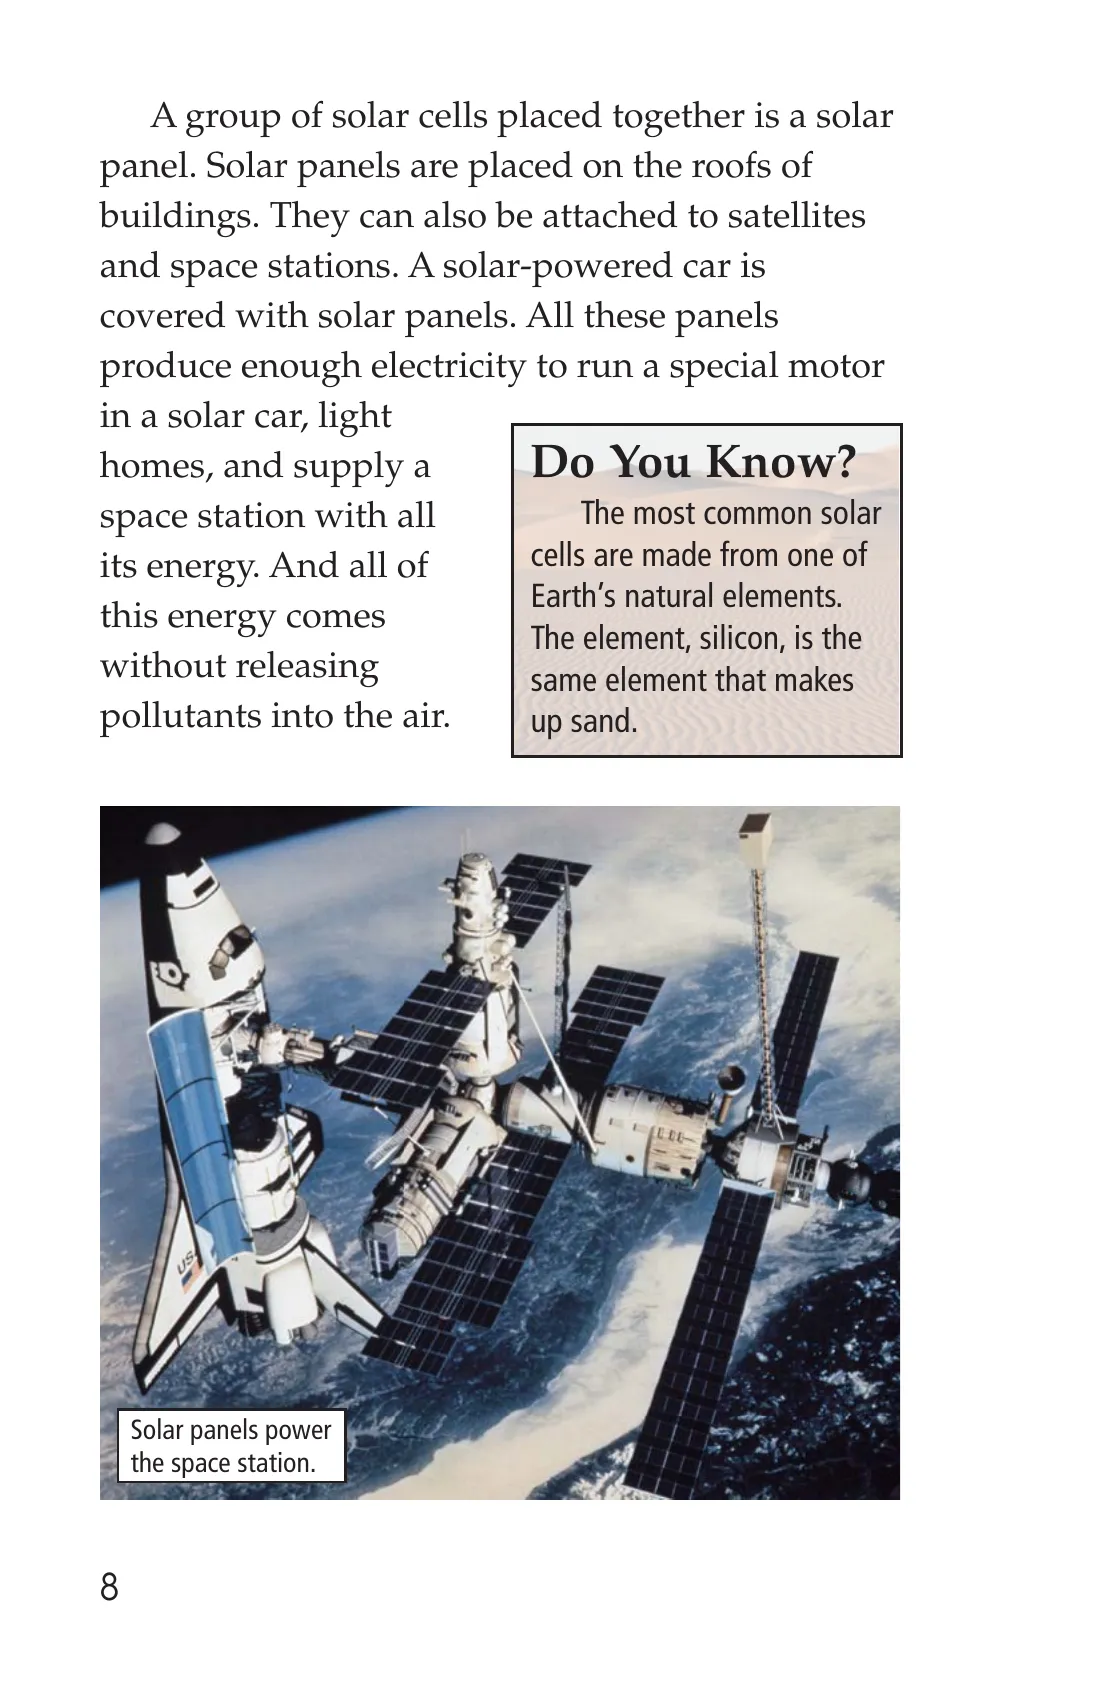 A group of solar cells placed together is a solar
panel. Solar panels are placed on the roofs of
buildings. They can also be attached to satellites
and space stations. A solar-powered car is
covered with solar panels. All these panels
produce enough electricity to run a special motor
in a solar car, light
homes, and supply a
space station with all
its energy. And all of
this energy comes
without releasing
pollutants into the air.
Do You Know?
The most common solar
cells are made from one of
Earth’s natural elements.
The element, silicon, is the
same element that makes
up sand.
USA
Solar panels power
the space station.
8